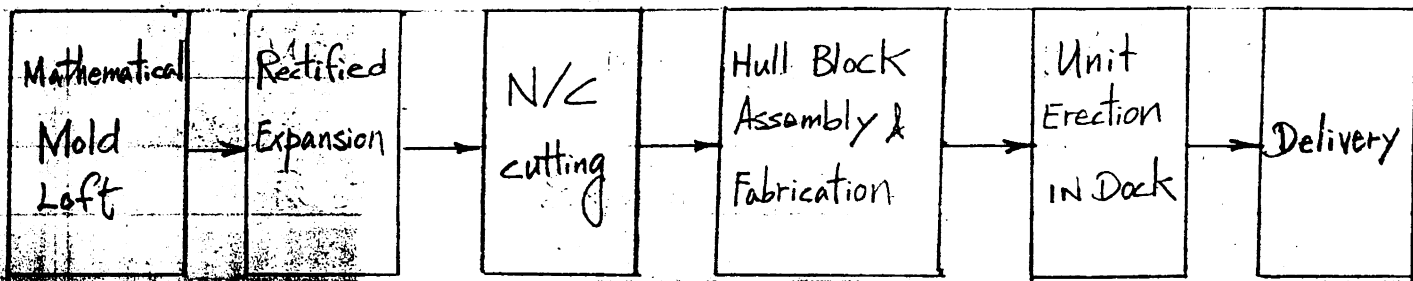 Mathematical
Mold
Loft
Rectified
Expansion
N/C
cutting
Hull Block
Assembly &
Fabrication
Unit
Erection
IN Dock
Delivery